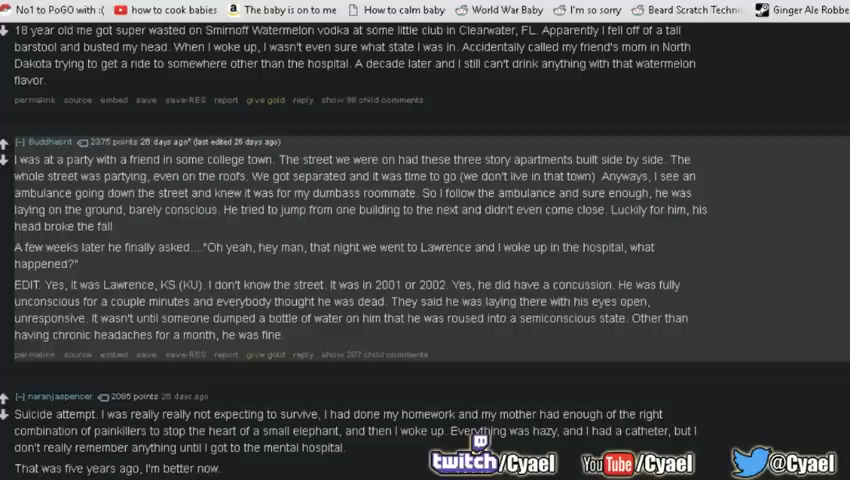 No1 to PoGO with :( how to cook babies The baby is on to me How to calm baby World War Baby I'm so sorry Beard Scratch Techni Ginger Ale Robbe
18 year old me got super wasted on Smirnoff Watermelon vodka at some little club in Clearwater, FL. Apparently I fell off of a tall
barstool and busted my head. When I woke up, I wasn't even sure what state I was in. Accidentally called my friend's mom in North
Dakota trying to get a ride to somewhere other than the hospital. A decade later and I still can't drink anything with that watermelon
flavor.
permalink source embed save save-RES report give gold reply show 98 child comments
[-] Buddhabrit 2375 points 26 days ago* (last edited 26 days ago)
I was at a party with a friend in some college town. The street we were on had these three story apartments built side by side. The
whole street was partying, even on the roofs. We got separated and it was time to go (we don't live in that town) Anyways, I see an
ambulance going down the street and knew it was for my dumbass roommate. So I follow the ambulance and sure enough, he was
laying on the ground, barely conscious. He tried to jump from one building to the next and didn't even come close. Luckily for him, his
head broke the fall.
A few weeks later he finally asked...."Oh yeah, hey man, that night we went to Lawrence and I woke up in the hospital, what
happened?"
EDIT: Yes, it was Lawrence, KS (KU). I don't know the street. It was in 2001 or 2002. Yes, he did have a concussion. He was fully
unconscious for a couple minutes and everybody thought he was dead. They said he was laying there with his eyes open,
unresponsive. It wasn't until someone dumped a bottle of water on him that he was roused into a semiconscious state. Other than
having chronic headaches for a month, he was fine.
permalink source embed save save-RES report give gold reply show 207 child comments
[-] naranjaspencer 2085 points 26 days ago
Suicide attempt. I was really really not expecting to survive, I had done my homework and my mother had enough of the right
combination of painkillers to stop the heart of a small elephant, and then I woke up. Everything was hazy, and I had a catheter, but I
don't really remember anything until I got to the mental hospital.
That was five years ago, I'm better now.
twitch/Cyael YouTube/Cyael @Cyael